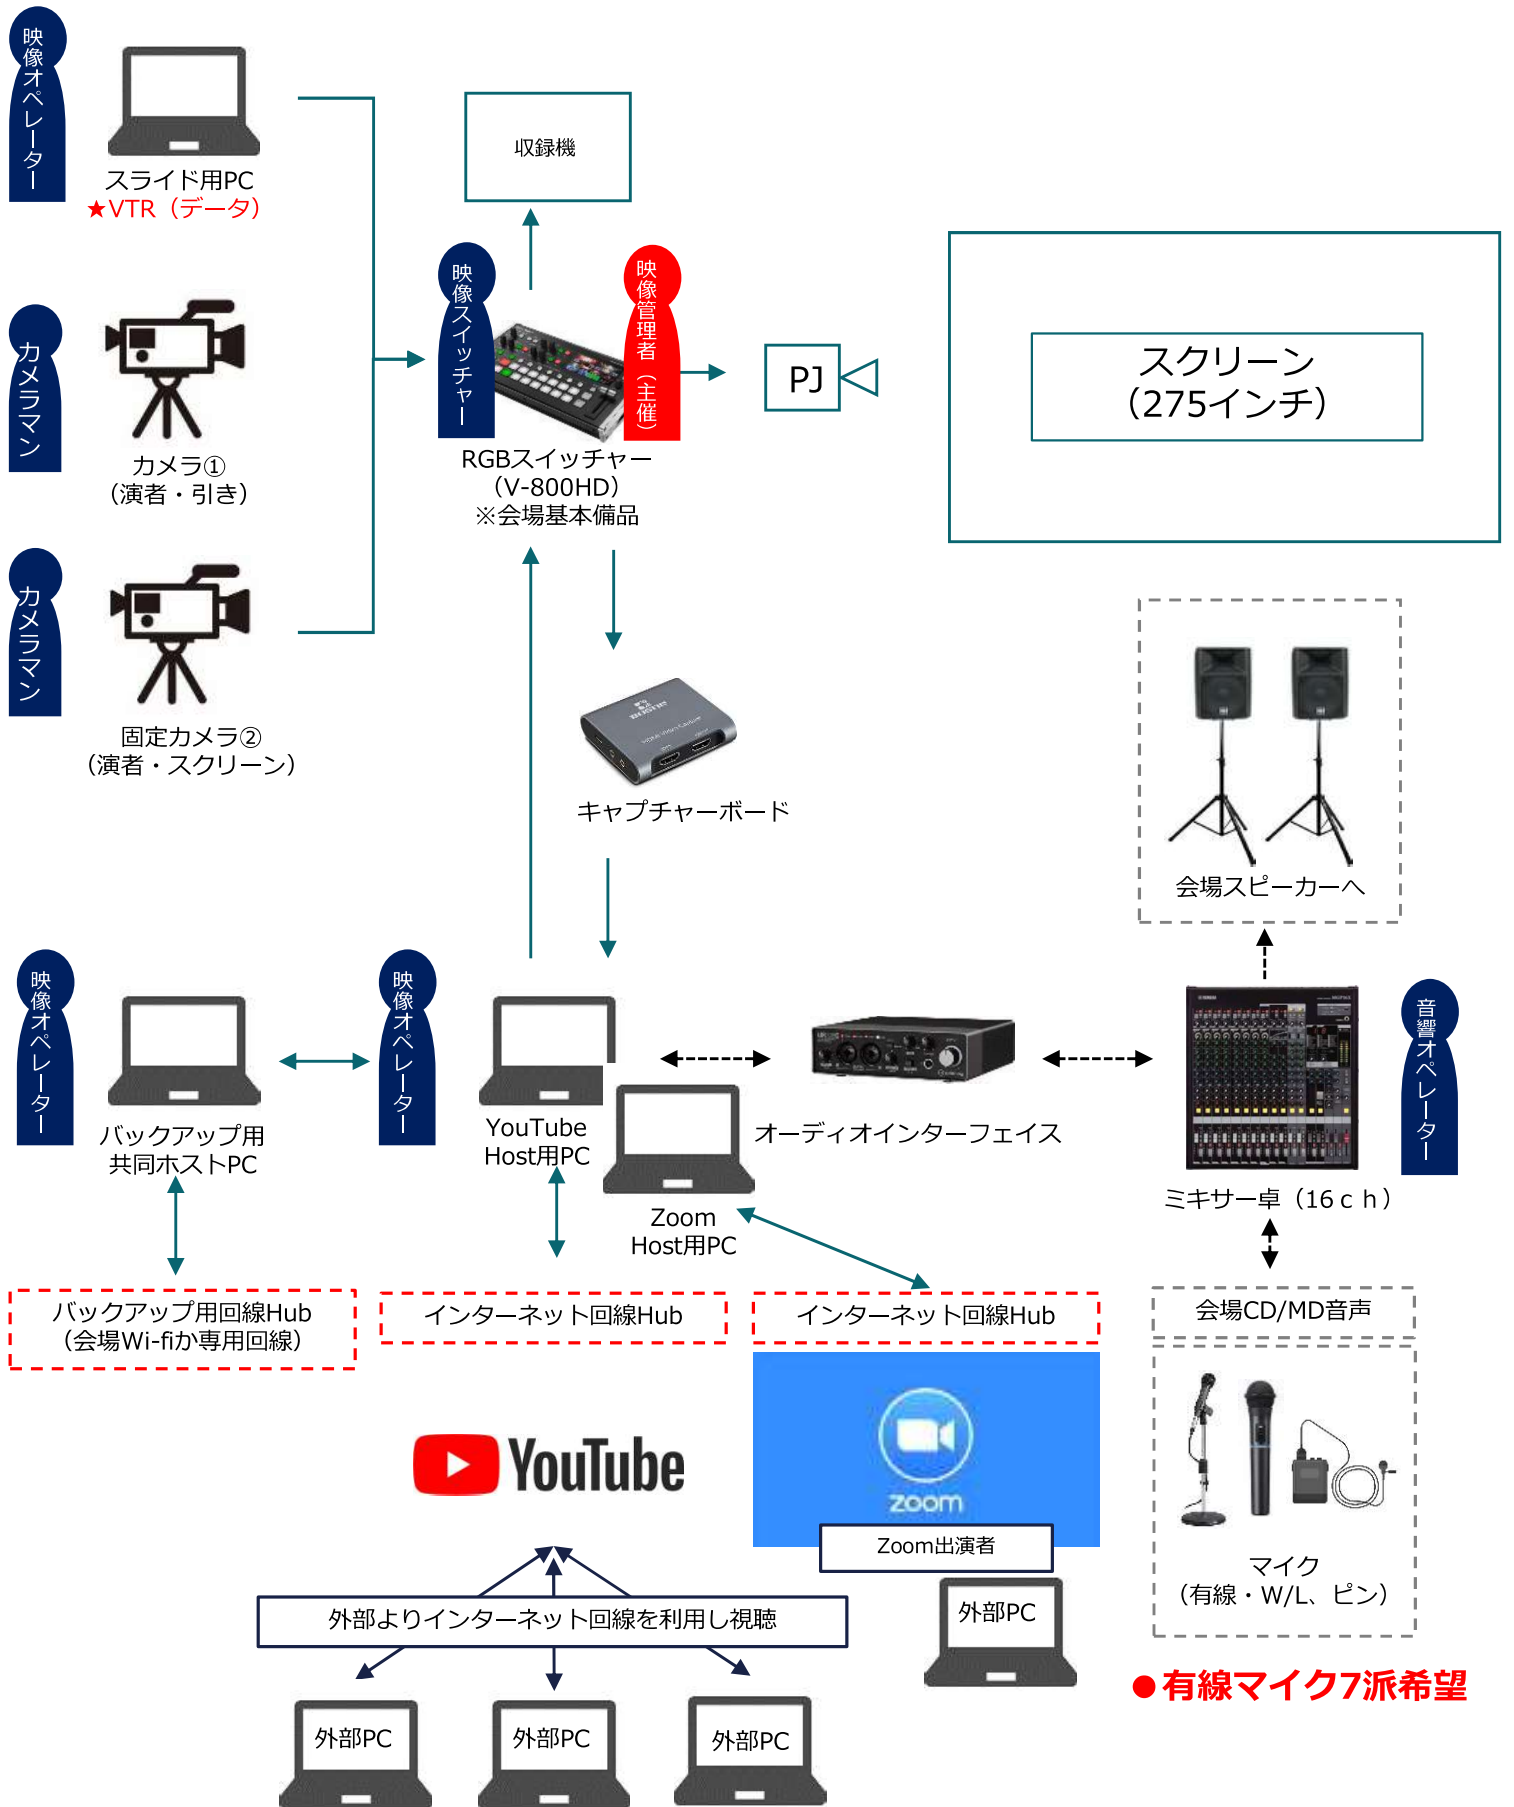 映像オペレーター
スライド用PC
★VTR（データ）
収録機
カメラマン
カメラ①
（演者・引き）
映像スイッチャー
映像管理者（主催）
RGBスイッチャー
（V-800HD）
※会場基本備品
PJ
スクリーン
（275インチ）
カメラマン
固定カメラ②
（演者・スクリーン）
キャプチャーボード
会場スピーカーへ
映像オペレーター
バックアップ用
共同ホストPC
映像オペレーター
YouTube
Host用PC
Zoom
Host用PC
オーディオインターフェイス
ミキサー卓（16ｃｈ）
音響オペレーター
バックアップ用回線Hub
（会場Wi-fiか専用回線）
インターネット回線Hub
インターネット回線Hub
会場CD/MD音声
YouTube
zoom
Zoom出演者
外部PC
マイク
（有線・W/L、ピン）
●有線マイク7派希望
外部よりインターネット回線を利用し視聴
外部PC
外部PC
外部PC